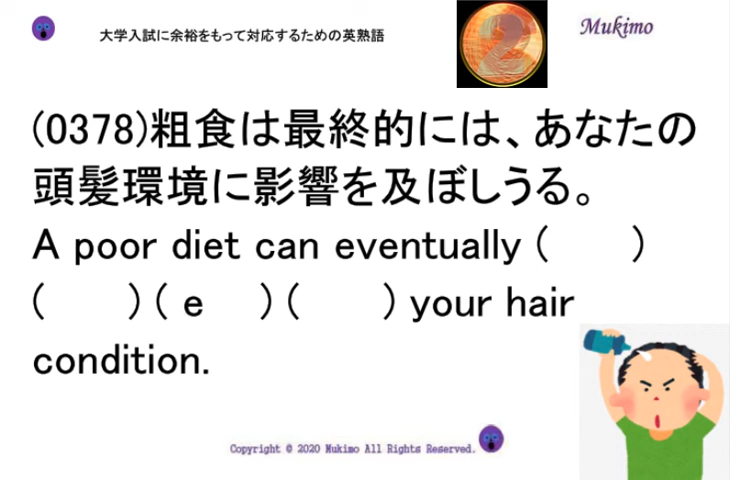 大学入試に余裕をもって対応するための英熟語
2
Mukimo
(0378)粗食は最終的には、あなたの
頭髪環境に影響を及ぼしうる。
A poor diet can eventually (      )
(      ) ( e    ) (      ) your hair
condition.
Copyright © 2020 Mukimo All Rights Reserved.